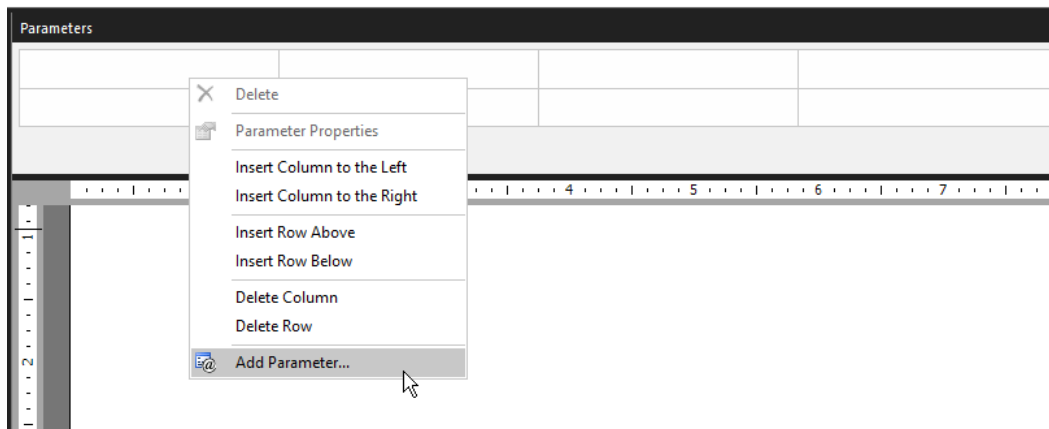 Parameters
Delete
Parameter Properties
Insert Column to the Left
Insert Column to the Right
4 5 6 7
Insert Row Above
1
Insert Row Below
Delete Column
Delete Row
2
Add Parameter...